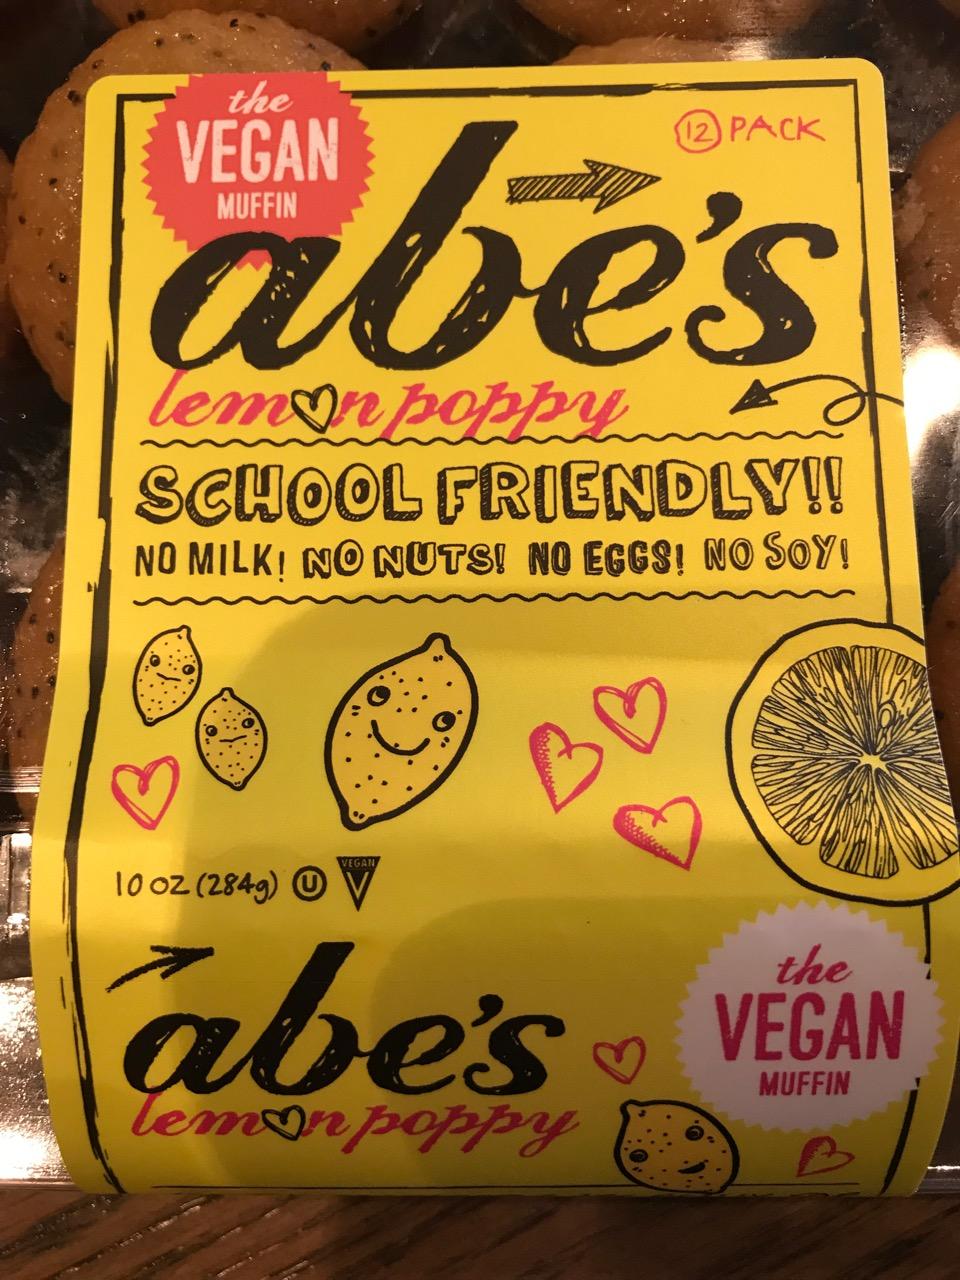 the
VEGAN
MUFFIN
12 PACK
abe's
lemon poppy
SCHOOL FRIENDLY!!
NO MILK! NO NUTS! NO EGGS! NO SOY!
10 oz (284g) U VEGAN V
abe's
lemon poppy
the
VEGAN
MUFFIN